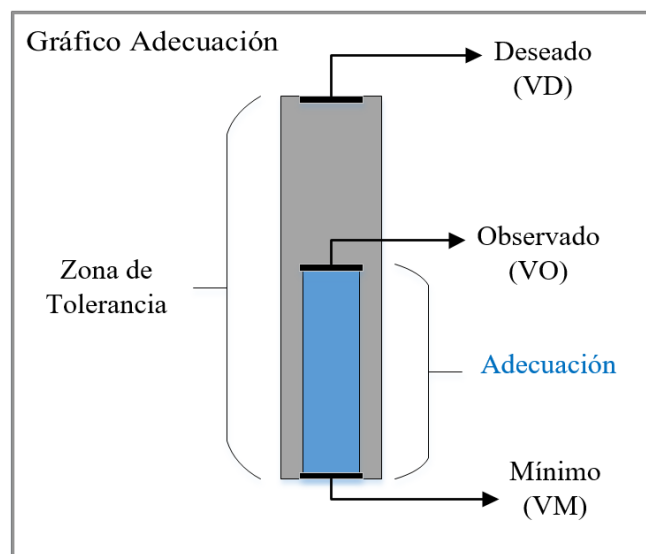 Gráfico Adecuación
Deseado
(VD)
Observado
(VO)
Zona de
Tolerancia
Adecuación
Mínimo
(VM)